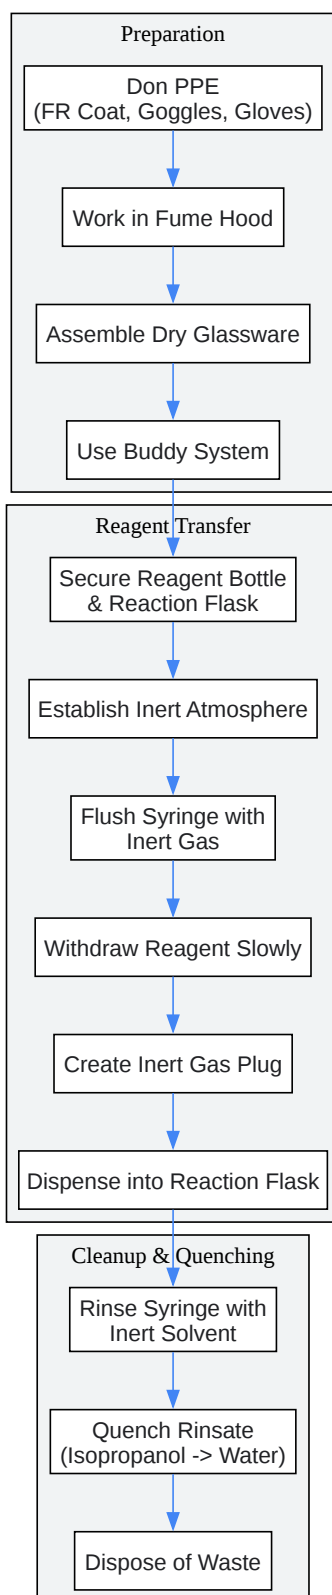 Preparation
Don PPE
(FR Coat, Goggles, Gloves)
Work in Fume Hood
Assemble Dry Glassware
Use Buddy System
Reagent Transfer
Secure Reagent Bottle
& Reaction Flask
Establish Inert Atmosphere
Flush Syringe with
Inert Gas
Withdraw Reagent Slowly
Create Inert Gas Plug
Dispense into Reaction Flask
Cleanup & Quenching
Rinse Syringe with
Inert Solvent
Quench Rinsate
(Isopropanol -> Water)
Dispose of Waste